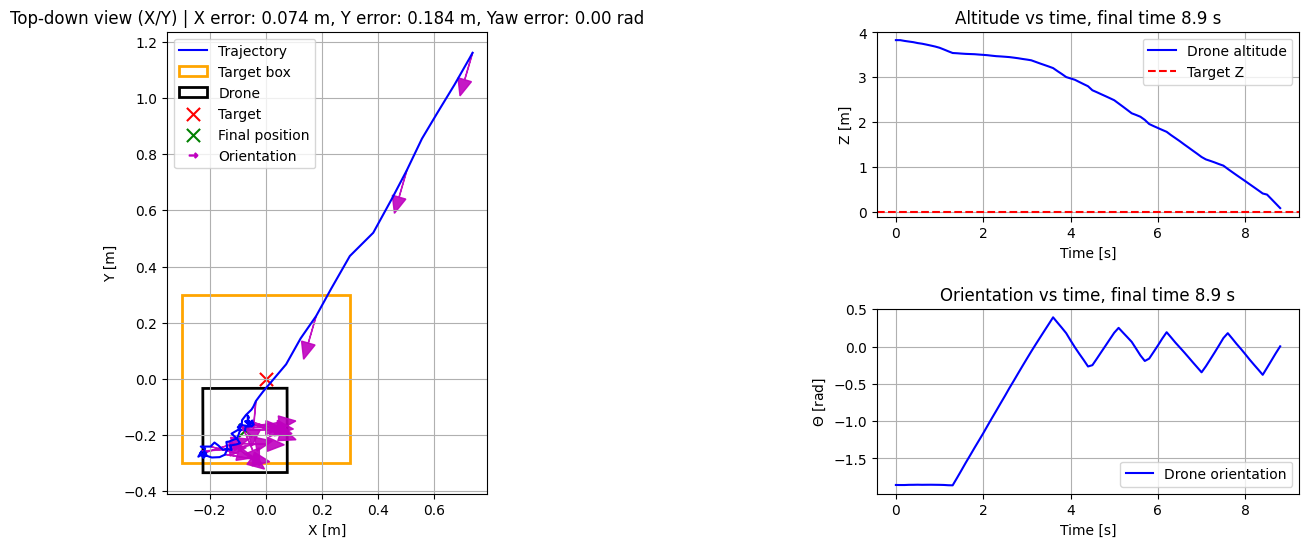 Top-down view (X/Y) | X error: 0.074 m, Y error: 0.184 m, Yaw error: 0.00 rad
1.2
1.0
0.8
0.6
0.4
0.2
0.0
−0.2
−0.4
Y [m]
Trajectory
Target box
Drone
Target
Final position
Orientation
−0.2
0.0
0.2
0.4
0.6
X [m]
Altitude vs time, final time 8.9 s
4
3
2
1
0
Z [m]
Drone altitude
Target Z
0
2
4
6
8
Time [s]
Orientation vs time, final time 8.9 s
0.5
0.0
−0.5
−1.0
−1.5
Θ [rad]
Drone orientation
0
2
4
6
8
Time [s]